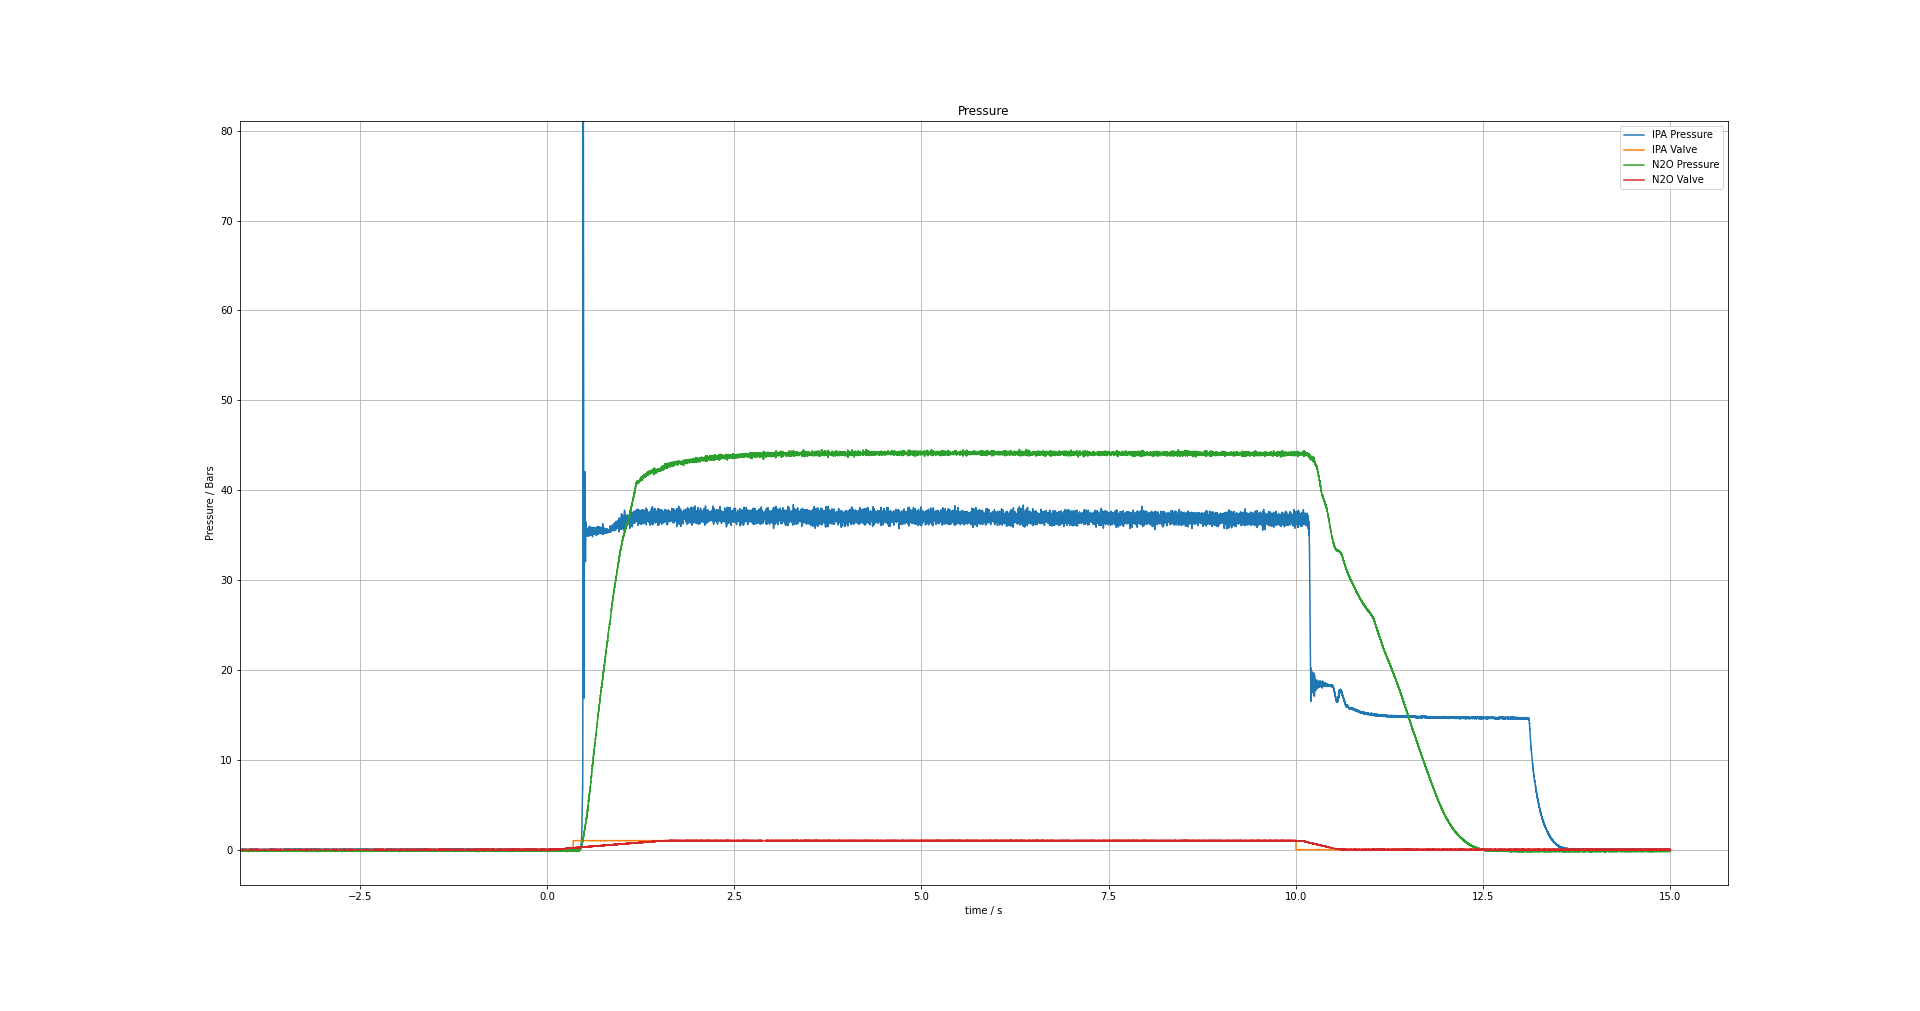 Pressure
IPA Pressure
IPA Valve
N2O Pressure
N2O Valve
80
70
60
50
40
30
20
10
0
Pressure / Bars
−2.5
0.0
2.5
5.0
7.5
10.0
12.5
15.0
time / s